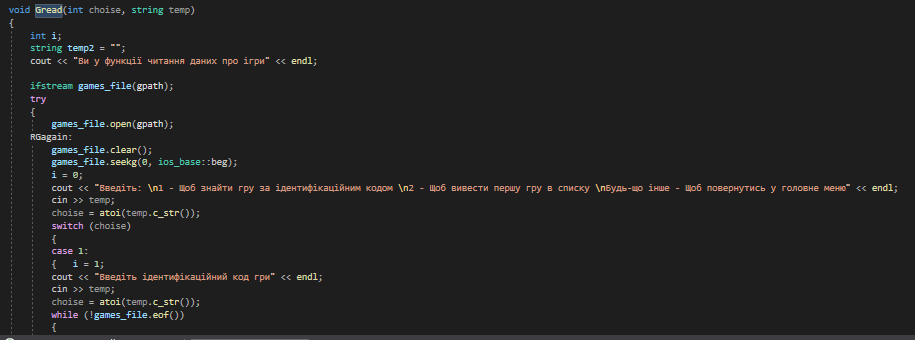 void Gread(int choise, string temp)
{
int i;
string temp2 = "";
cout << "Ви у функції читання даних про ігри" << endl;
ifstream games_file(gpath);
try
{
games_file.open(gpath);
RGagain:
games_file.clear();
games_file.seekg(0, ios_base::beg);
i = 0;
cout << "Введіть: \n1 - Щоб знайти гру за ідентифікаційним кодом \n2 - Щоб вивести першу гру в списку \nБудь-що інше - Щоб повернутись у головне меню" << endl;
cin >> temp;
choise = atoi(temp.c_str());
switch (choise)
{
case 1:
{ i = 1;
cout << "Введіть ідентифікаційний код гри" << endl;
cin >> temp;
choise = atoi(temp.c_str());
while (!games_file.eof())
{